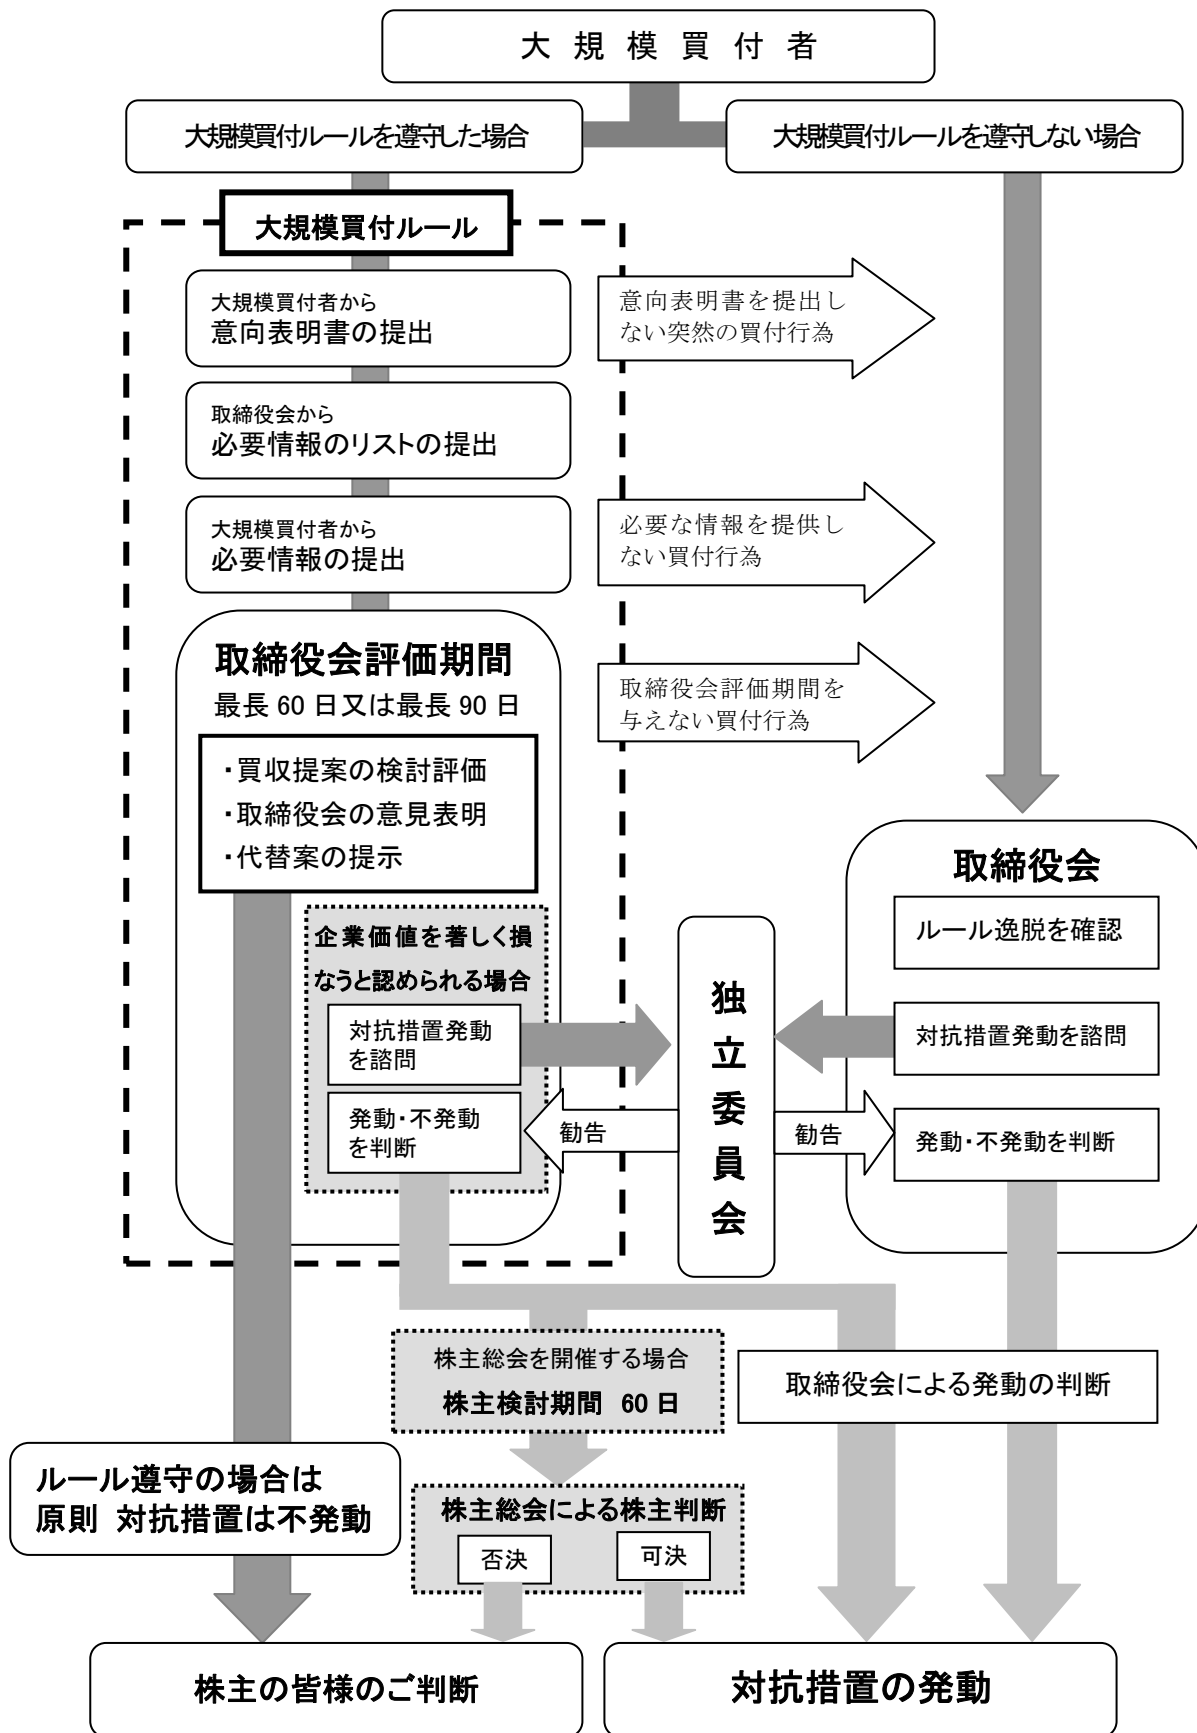 大規模買付者
大規模買付ルールを遵守した場合
大規模買付ルールを遵守しない場合
大規模買付ルール
大規模買付者から
意向表明書の提出
意向表明書を提出し
ない突然の買付行為
取締役会から
必要情報のリストの提出
大規模買付者から
必要情報の提出
必要な情報を提供し
ない買付行為
取締役会評価期間
最長 60 日又は最長 90 日
・買収提案の検討評価
・取締役会の意見表明
・代替案の提示
取締役会評価期間を
与えない買付行為
企業価値を著しく損
なうと認められる場合
対抗措置発動
を諮問
発動・不発動
を判断
勧告
独立委員会
勧告
取締役会
ルール逸脱を確認
対抗措置発動を諮問
発動・不発動を判断
株主総会を開催する場合
株主検討期間 60 日
取締役会による発動の判断
ルール遵守の場合は
原則 対抗措置は不発動
株主総会による株主判断
否決
可決
株主の皆様のご判断
対抗措置の発動